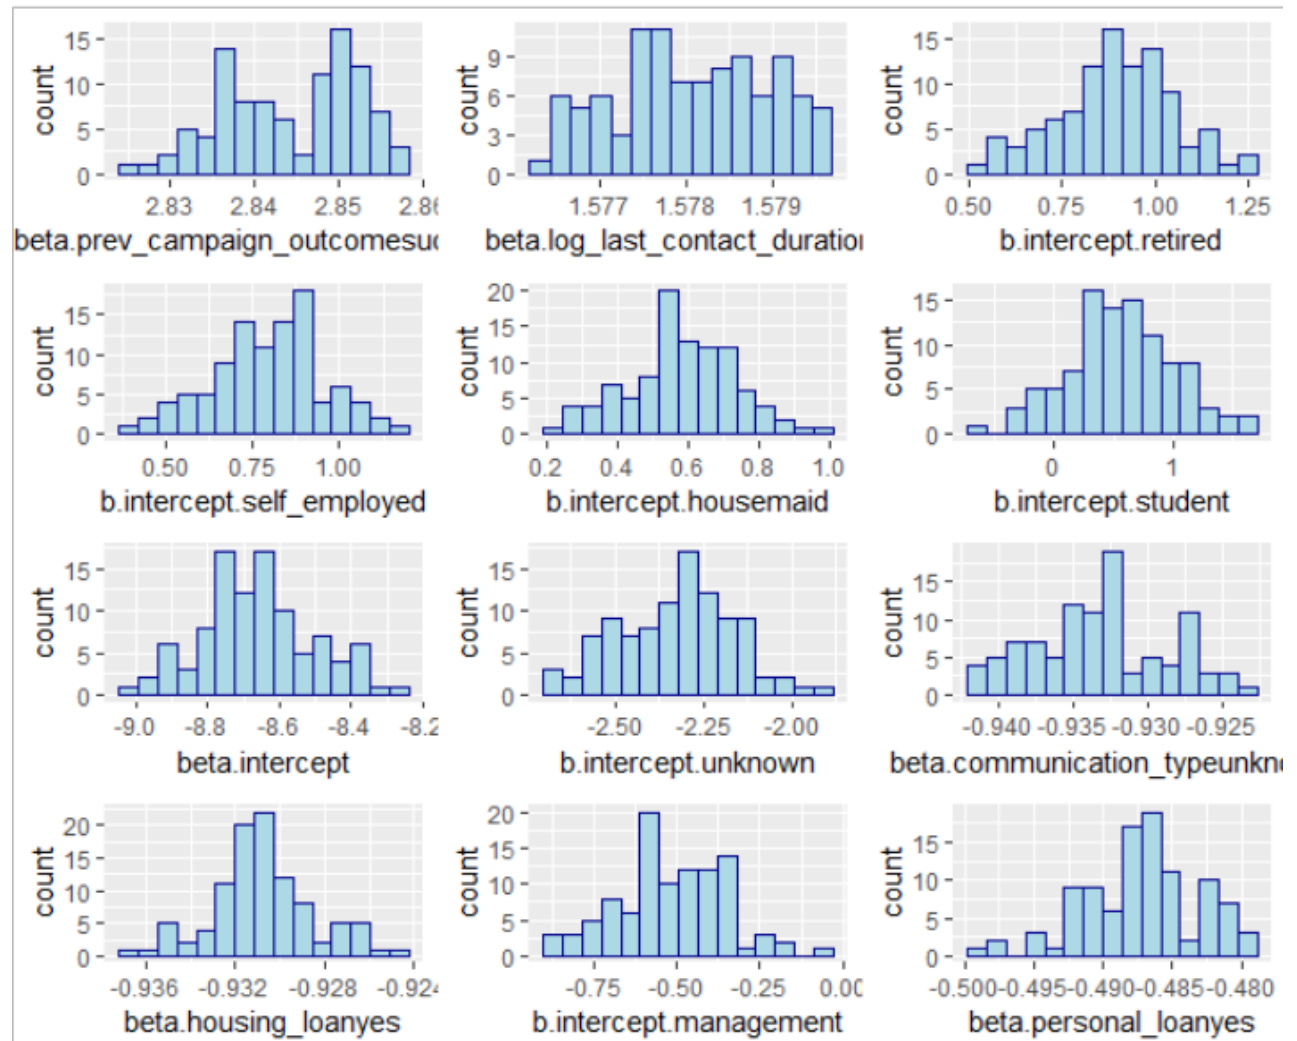 count
15
10
5
0
2.83 2.84 2.85 2.8
beta.prev_campaign_outcomesu
count
9
6
3
0
1.577 1.578 1.579
beta.log_last_contact_duratio
count
15
10
5
0
0.50 0.75 1.00 1.25
b.intercept.retired
count
15
10
5
0
0.50 0.75 1.00
b.intercept.self_employed
count
20
15
10
5
0
0.2 0.4 0.6 0.8 1.0
b.intercept.housemaid
count
15
10
5
0
0 1
b.intercept.student
count
15
10
5
0
-9.0 -8.8 -8.6 -8.4 -8.2
beta.intercept
count
15
10
5
0
-2.50 -2.25 -2.00
b.intercept.unknown
count
15
10
5
0
-0.940 -0.935 -0.930 -0.925
beta.communication_typeunkn
count
20
15
10
5
0
-0.936 -0.932 -0.928 -0.924
beta.housing_loanyes
count
20
15
10
5
0
-0.75 -0.50 -0.25 0.0
b.intercept.management
count
15
10
5
0
-0.500 -0.495 -0.490 -0.485 -0.480
beta.personal_loanyes